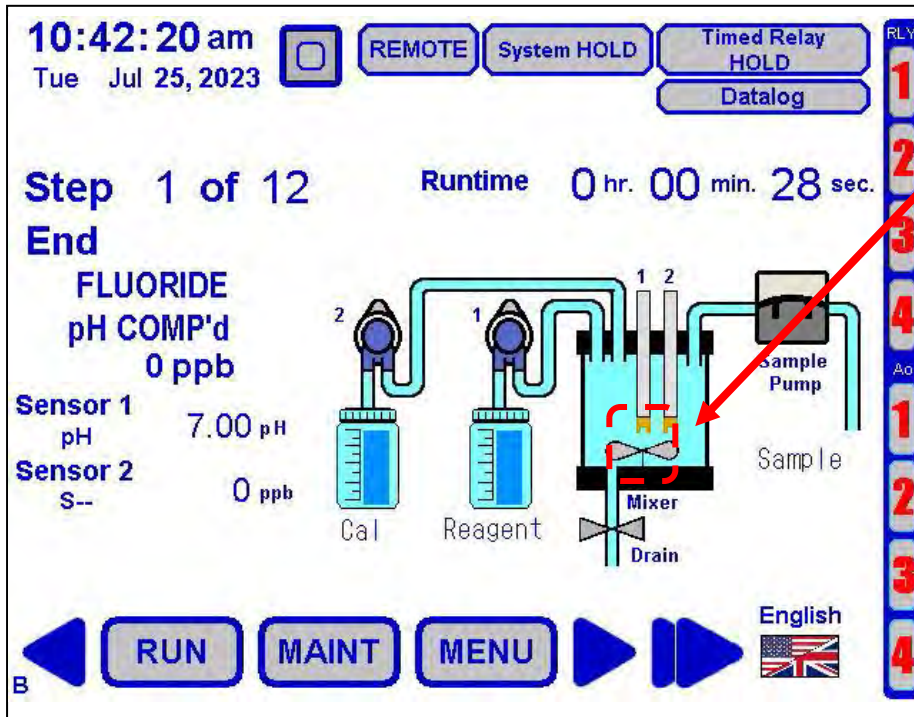 10:42:20 am
Tue Jul 25, 2023
REMOTE
System HOLD
Timed Relay
HOLD
Datalog
RLY
1
2
3
4
Step 1 of 12
Runtime 0 hr. 00 min. 28 sec.
End
FLUORIDE
pH COMP'd
0 ppb
Sensor 1
pH
7.00 pH
Sensor 2
S--
0 ppb
2
1
1 2
Cal
Reagent
Mixer
Drain
Sample
Pump
Sample
Ao
1
2
3
4
RUN
MAINT
MENU
English
B